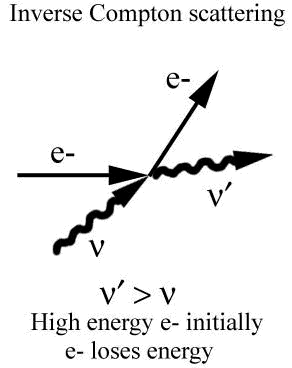 Inverse Compton scattering
e-
e-
ν′
ν
ν′ > ν
High energy e- initially
e- loses energy